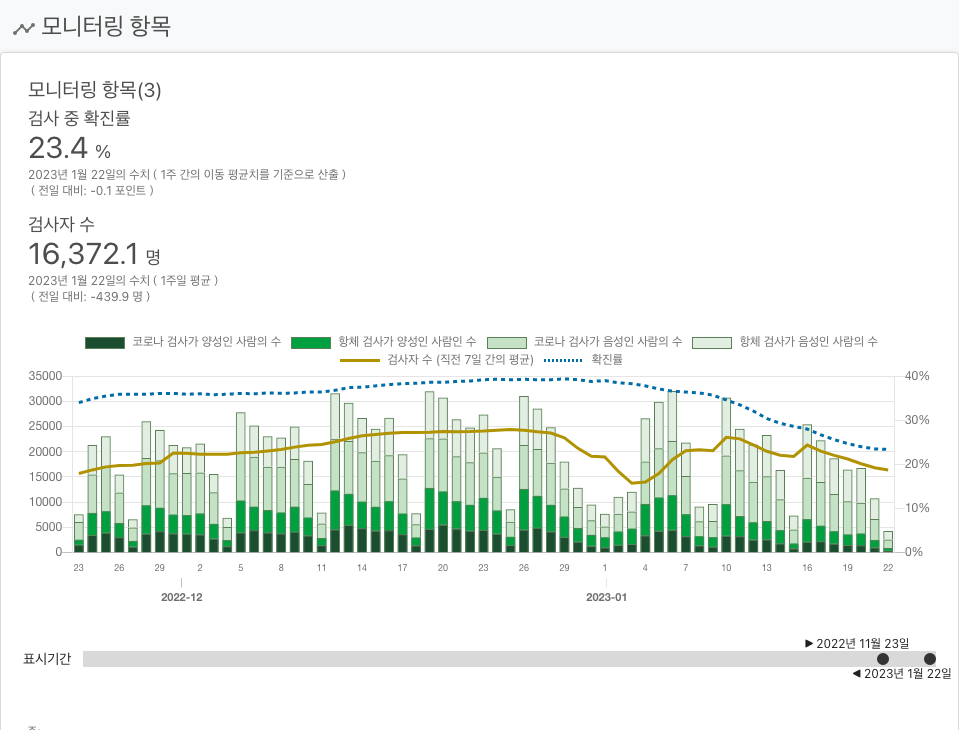 모니터링 항목
모니터링 항목(3)
검사 중 확진률
23.4 %
2023년 1월 22일의 수치 ( 1주 간의 이동 평균치를 기준으로 산출 )
( 전일 대비: -0.1 포인트 )
검사자 수
16,372.1 명
2023년 1월 22일의 수치 ( 1주일 평균 )
( 전일 대비: -439.9 명 )
코로나 검사가 양성인 사람의 수 항체 검사가 양성인 사람인 수 코로나 검사가 음성인 사람의 수 항체 검사가 음성인 사람의 수
검사자 수 (직전 7일 간의 평균) 확진률
35000 40%
30000
25000 30%
20000 20%
15000
10000 10%
5000
0 0%
23 26 29 2 5 8 11 14 17 20 23 26 29 1 4 7 10 13 16 19 22
2022-12 2023-01
▶ 2022년 11월 23일
표시기간
◀ 2023년 1월 22일